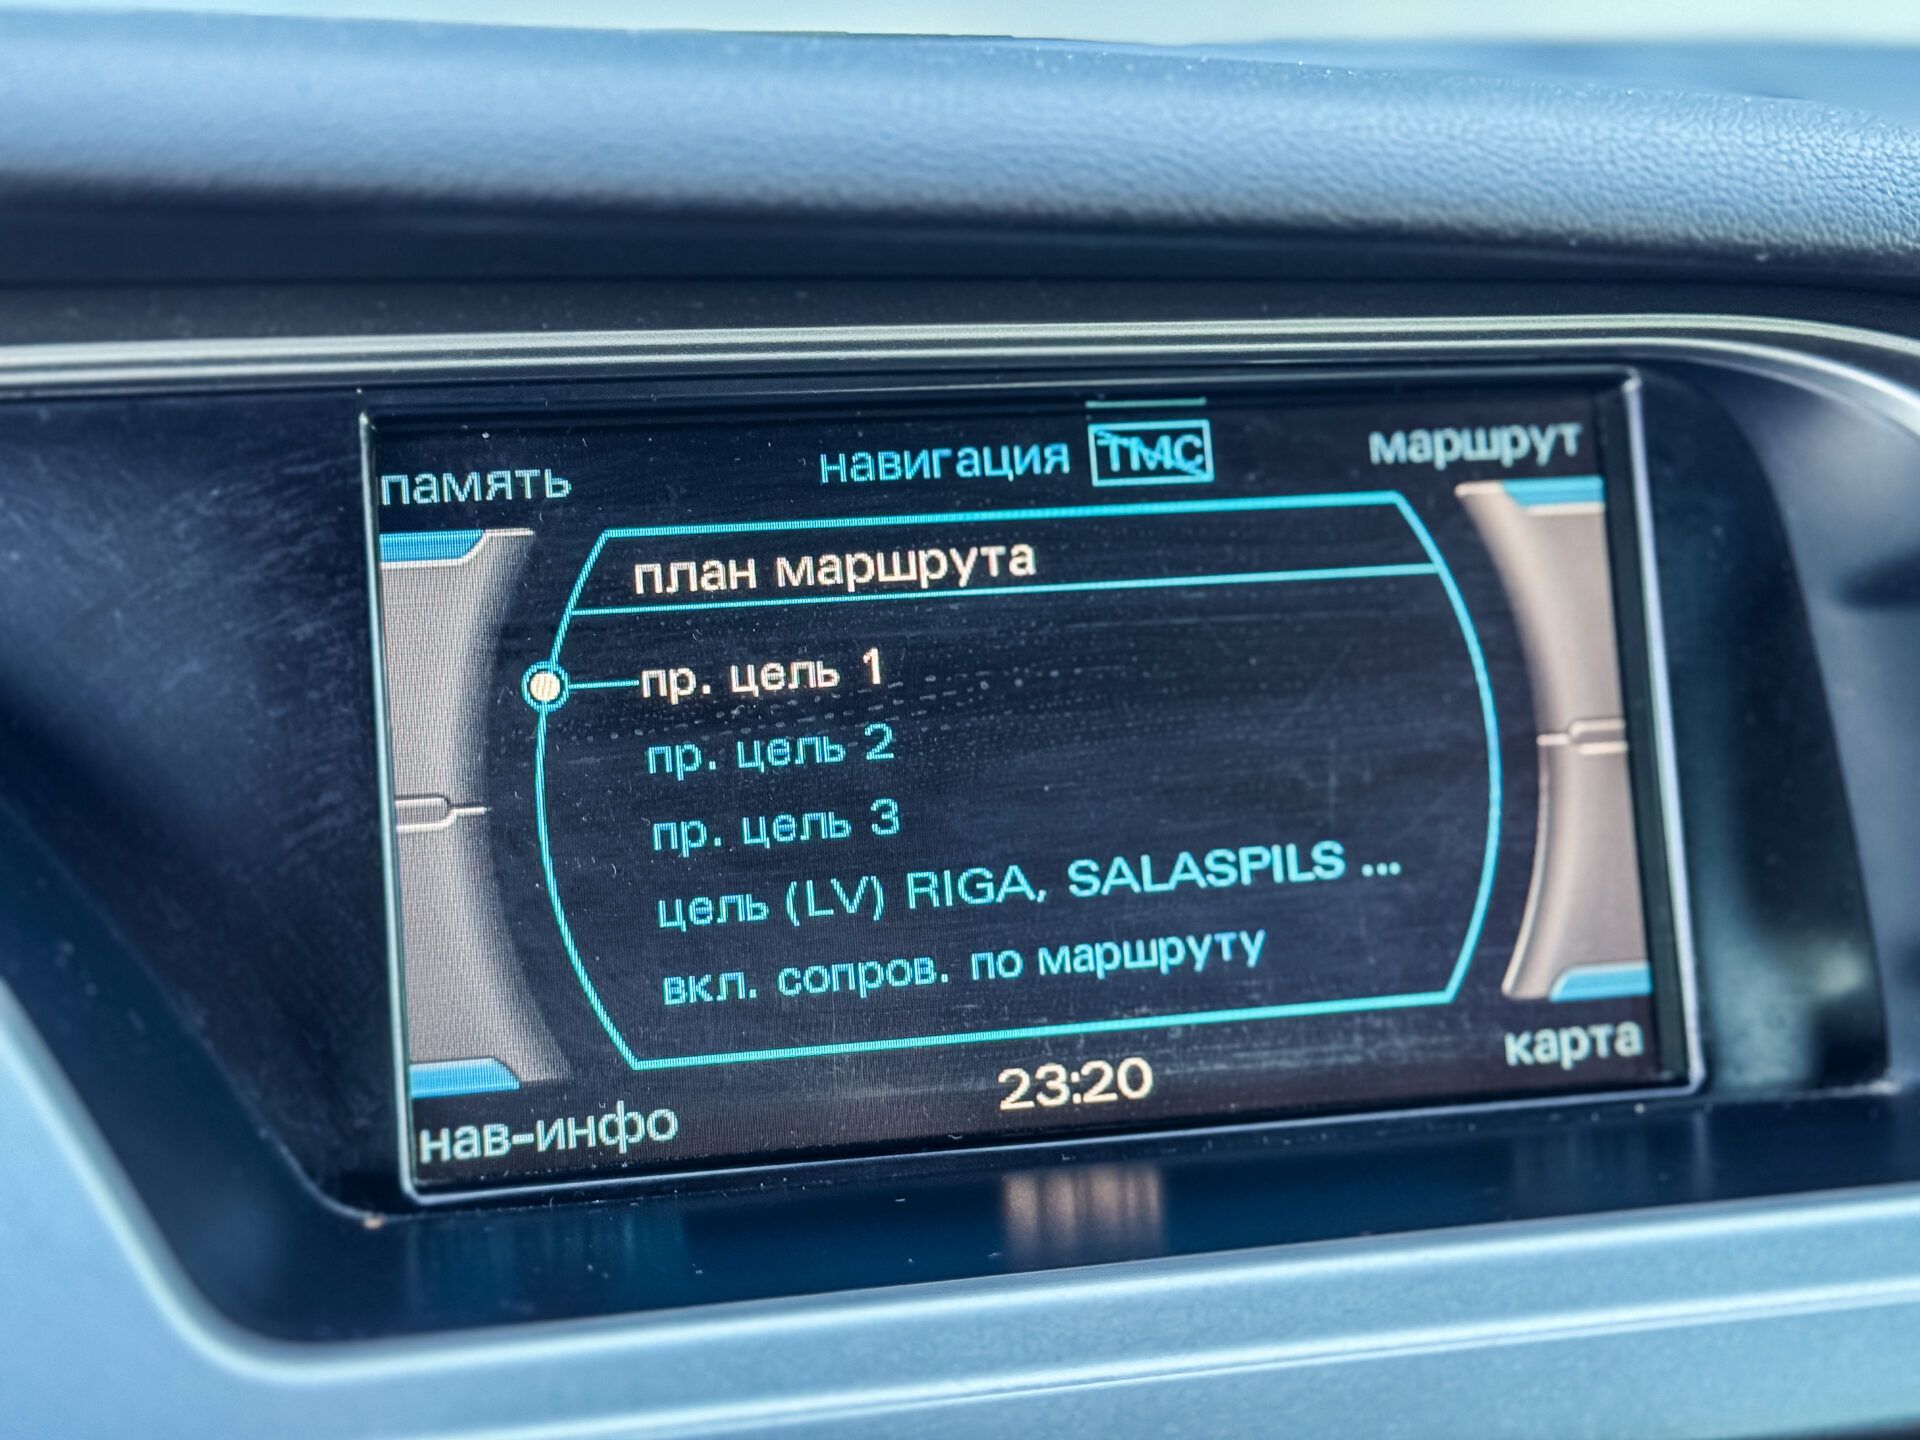 память
навигация TMC
маршрут
план маршрута
пр. цель 1
пр. цель 2
пр. цель 3
цель (LV) RIGA, SALASPILS ...
вкл. сопров. по маршруту
нав-инфо
23:20
карта